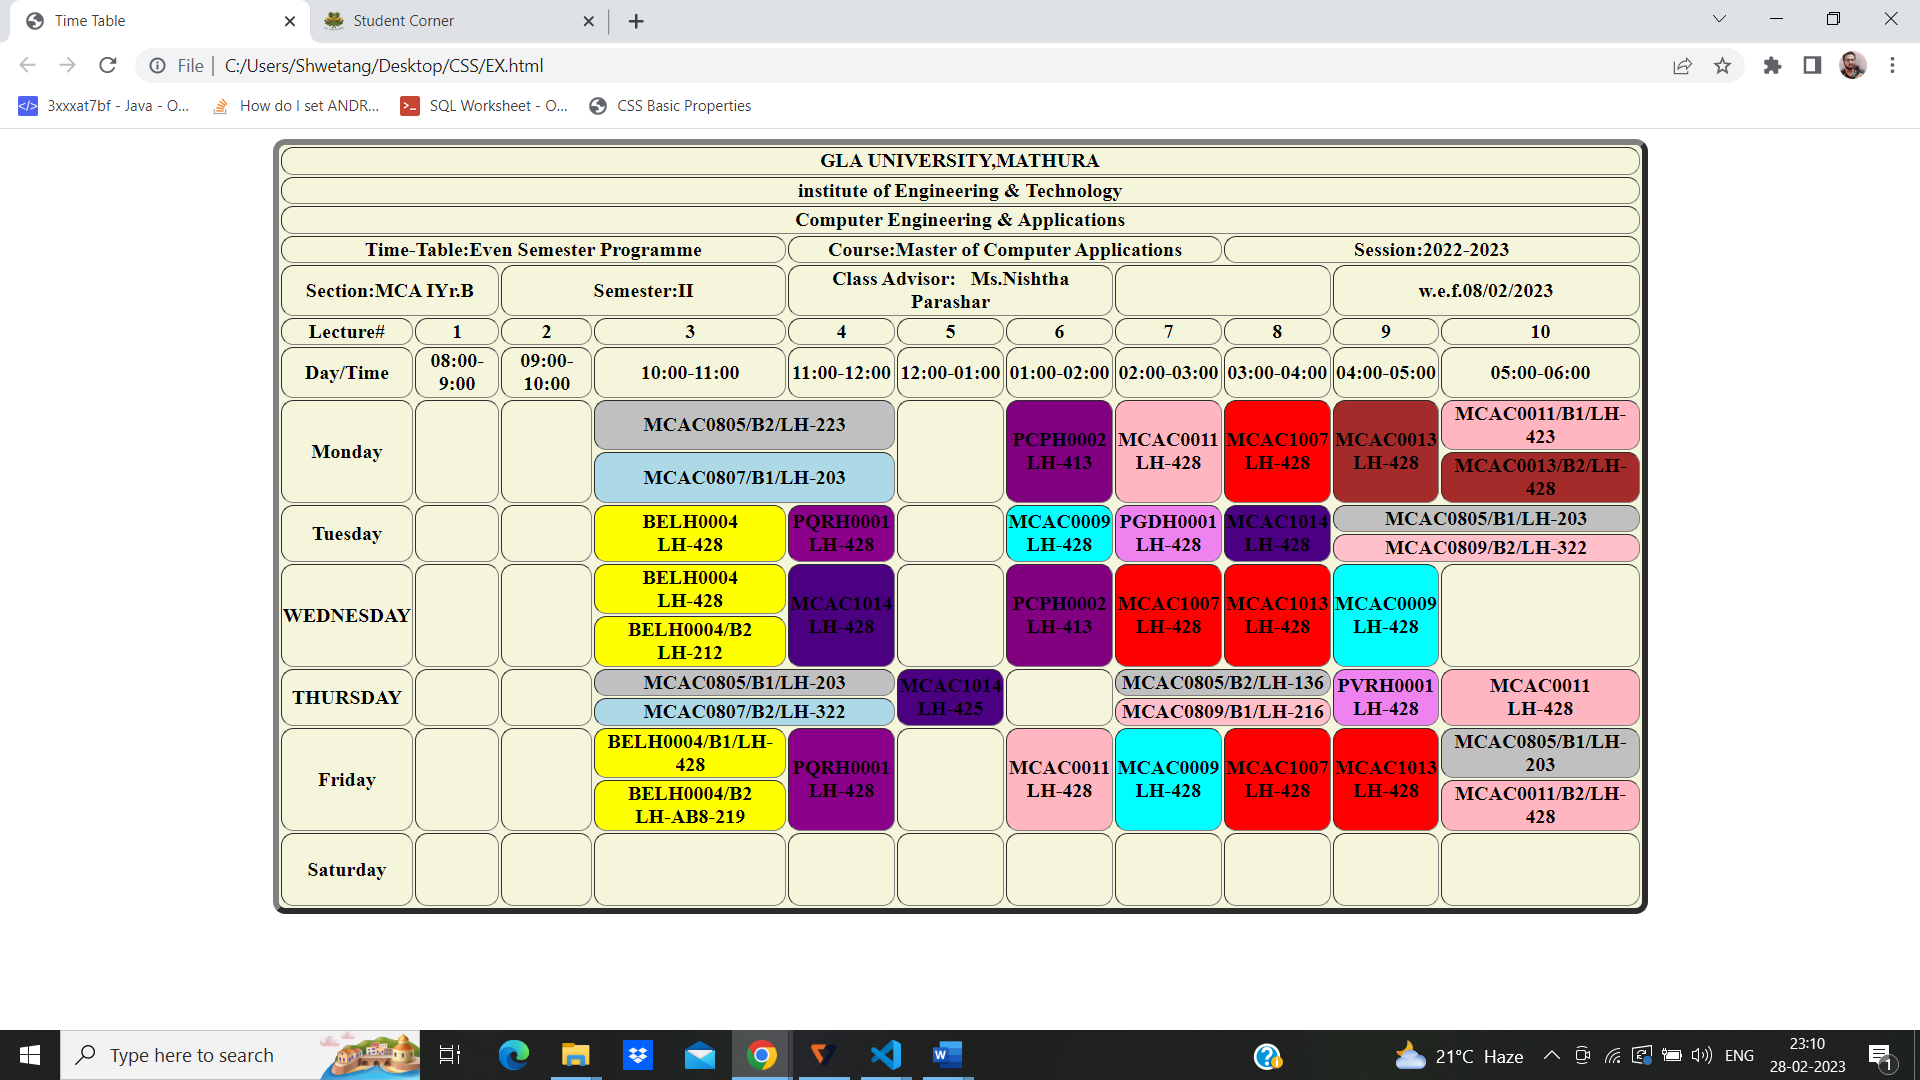 Time Table
Student Corner
File
C:/Users/Shwetang/Desktop/CSS/EX.html
3xxxat7bf - Java - O...
How do I set ANDR...
SQL Worksheet - O...
CSS Basic Properties
GLA UNIVERSITY,MATHURA
institute of Engineering & Technology
Computer Engineering & Applications
Time-Table:Even Semester Programme
Course:Master of Computer Applications
Session:2022-2023
Section:MCA IYr.B
Semester:II
Class Advisor: Ms.Nishtha
Parashar
w.e.f.08/02/2023
Lecture#
1
2
3
4
5
6
7
8
9
10
Day/Time
08:00-
9:00
09:00-
10:00
10:00-11:00
11:00-12:00
12:00-01:00
01:00-02:00
02:00-03:00
03:00-04:00
04:00-05:00
05:00-06:00
Monday
MCAC0805/B2/LH-223
MCAC0807/B1/LH-203
PCPH0002
LH-413
MCAC0011
LH-428
MCAC1007
LH-428
MCAC0013
LH-428
MCAC0011/B1/LH-
423
MCAC0013/B2/LH-
428
Tuesday
BELH0004
LH-428
PQRH0001
LH-428
MCAC0009
LH-428
PGDH0001
LH-428
MCAC1014
LH-428
MCAC0805/B1/LH-203
MCAC0809/B2/LH-322
WEDNESDAY
BELH0004
LH-428
BELH0004/B2
LH-212
MCAC1014
LH-428
PCPH0002
LH-413
MCAC1007
LH-428
MCAC1013
LH-428
MCAC0009
LH-428
THURSDAY
MCAC0805/B1/LH-203
MCAC0807/B2/LH-322
MCAC1014
LH-425
MCAC0805/B2/LH-136
MCAC0809/B1/LH-216
PVRH0001
LH-428
MCAC0011
LH-428
Friday
BELH0004/B1/LH-
428
BELH0004/B2
LH-AB8-219
PQRH0001
LH-428
MCAC0011
LH-428
MCAC0009
LH-428
MCAC1007
LH-428
MCAC1013
LH-428
MCAC0805/B1/LH-
203
MCAC0011/B2/LH-
428
Saturday
Type here to search
21°C Haze
ENG
23:10
28-02-2023
1